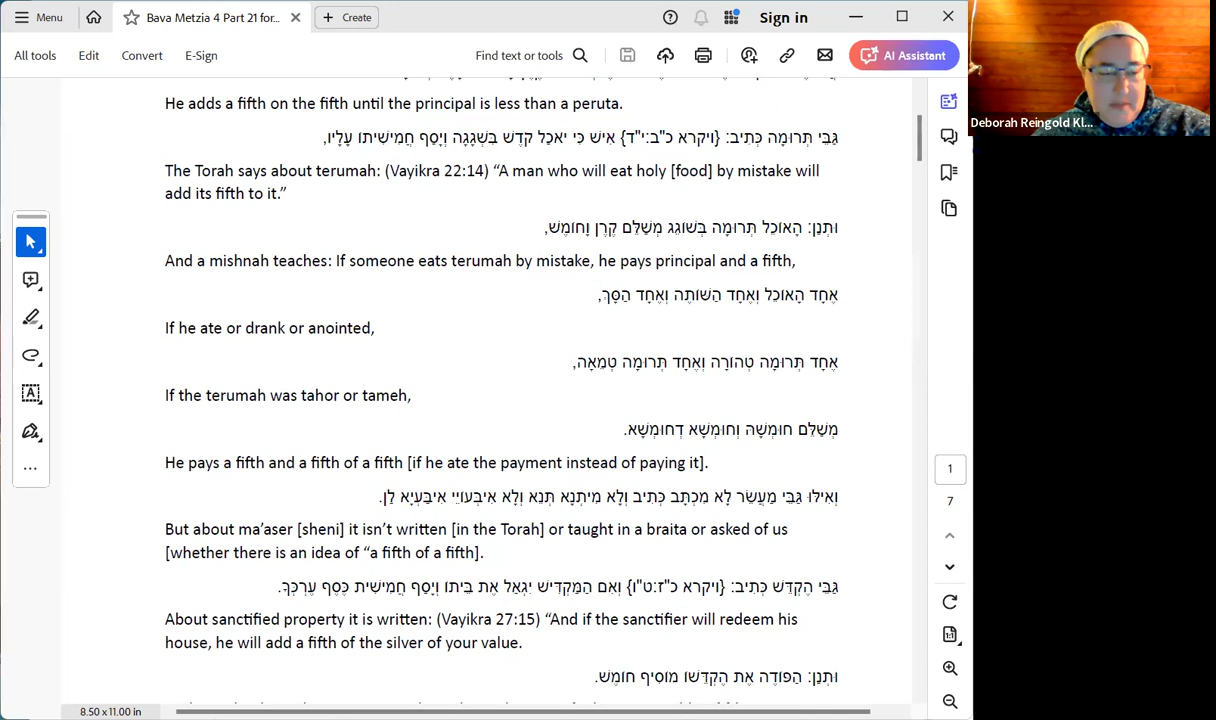 Menu
Bava Metzia 4 Part 21 for...
Create
Sign in
All tools
Edit
Convert
E-Sign
Find text or tools
AI Assistant
Deborah Reingold Kl...
He adds a fifth on the fifth until the principal is less than a peruta.
גַּבֵּי תְּרוּמָה כְּתִיב: {ויקרא כ"ב:י"ד} אִישׁ כִּי יֹאכַל קֹדֶשׁ בִּשְׁגָגָה וְיָסַף חֲמִישִׁיתוֹ עָלָיו,
The Torah says about terumah: (Vayikra 22:14) “A man who will eat holy [food] by mistake will
add its fifth to it.”
וּתְנַן: הָאוֹכֵל תְּרוּמָה בְּשׁוֹגֵג מְשַׁלֵּם קֶרֶן וָחוֹמֶשׁ,
And a mishnah teaches: If someone eats terumah by mistake, he pays principal and a fifth,
אֶחָד הָאוֹכֵל וְאֶחָד הַשּׁוֹתֶה וְאֶחָד הַסָּךְ,
If he ate or drank or anointed,
אֶחָד תְּרוּמָה טְהוֹרָה וְאֶחָד תְּרוּמָה טְמֵאָה,
If the terumah was tahor or tameh,
מְשַׁלֵּם חוּמְשָׁהּ וְחוּמְשָׁא דְחוּמְשָׁא.
He pays a fifth and a fifth of a fifth [if he ate the payment instead of paying it].
וְאִילּוּ גַּבֵּי מַעֲשֵׂר לָא מִכְתָּב כְּתִיב וְלָא מִיתְנָא תְּנֵא וְלָא אִיבְּעוֹיֵי אִיבַּעְיָא לַן.
But about ma’aser [sheni] it isn’t written [in the Torah] or taught in a braita or asked of us
[whether there is an idea of “a fifth of a fifth].
גַּבֵּי הֶקְדֵּשׁ כְּתִיב: {ויקרא כ"ז:ט"ו} וְאִם הַמַּקְדִּישׁ יִגְאַל אֶת בֵּיתוֹ וְיָסַף חֲמִישִׁית כֶּסֶף עֶרְכְּךָ.
About sanctified property it is written: (Vayikra 27:15) “And if the sanctifier will redeem his
house, he will add a fifth of the silver of your value.
וּתְנַן: הַפּוֹדֶה אֶת הֶקְדֵּשׁוֹ מוֹסִיף חוֹמֶשׁ.
1
7
8.50 x 11.00 in